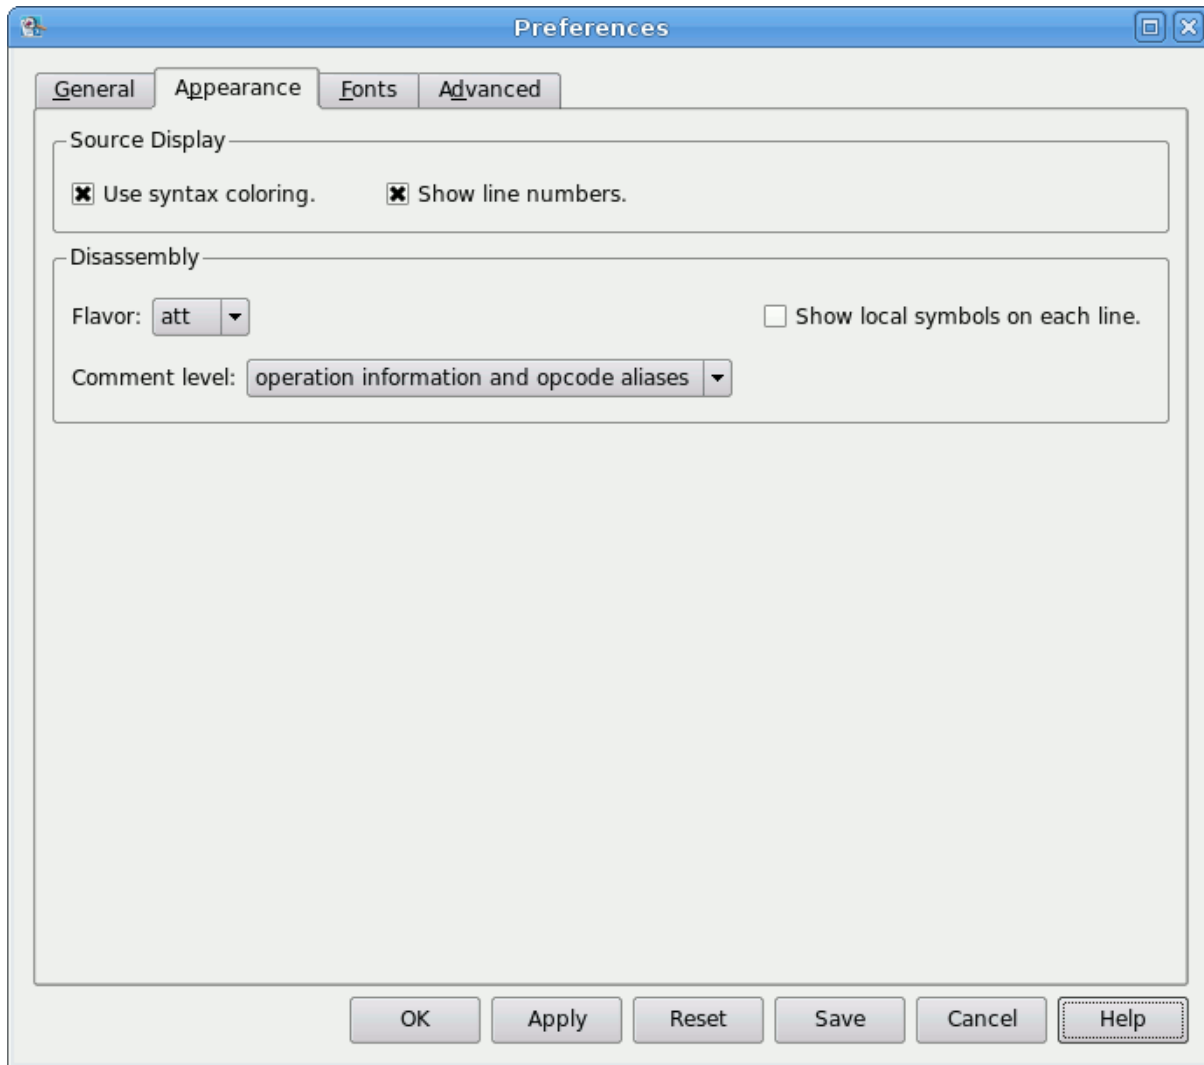 Preferences
General Appearance Fonts Advanced
Source Display
Use syntax coloring. Show line numbers.
Disassembly
Flavor: att Show local symbols on each line.
Comment level: operation information and opcode aliases
OK Apply Reset Save Cancel Help